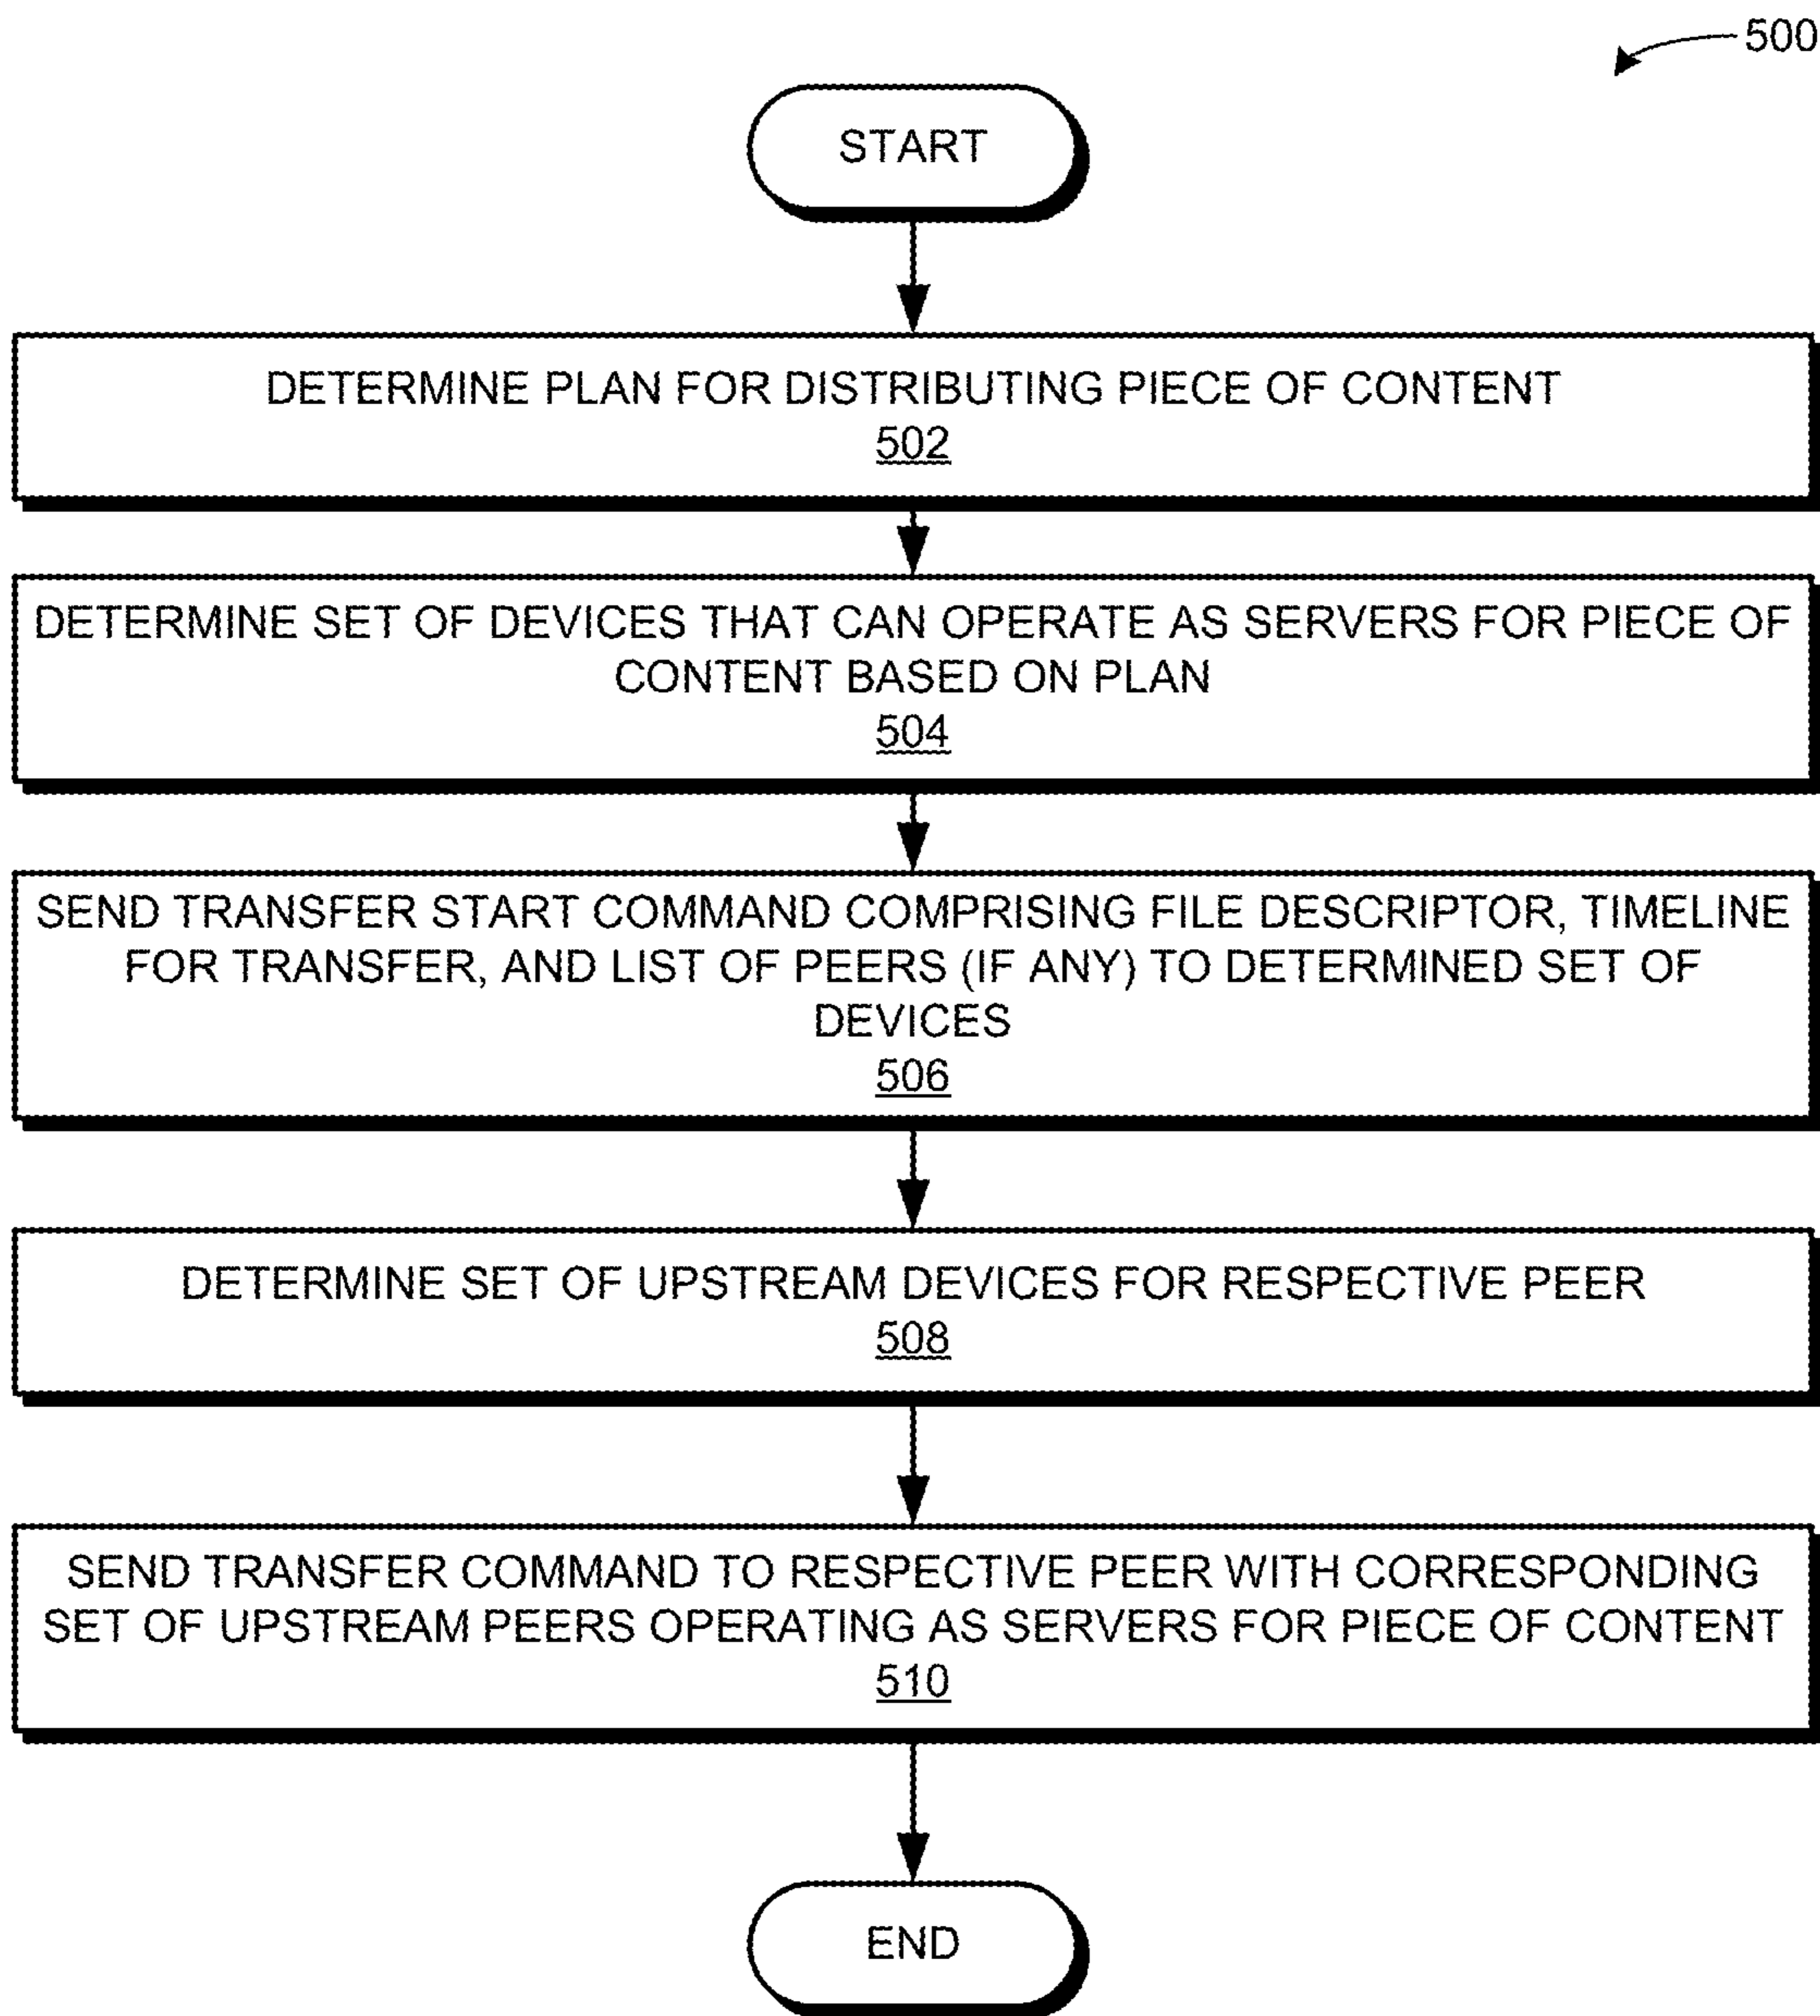 500
START
DETERMINE PLAN FOR DISTRIBUTING PIECE OF CONTENT
502
DETERMINE SET OF DEVICES THAT CAN OPERATE AS SERVERS FOR PIECE OF
CONTENT BASED ON PLAN
504
SEND TRANSFER START COMMAND COMPRISING FILE DESCRIPTOR, TIMELINE
FOR TRANSFER, AND LIST OF PEERS (IF ANY) TO DETERMINED SET OF
DEVICES
506
DETERMINE SET OF UPSTREAM DEVICES FOR RESPECTIVE PEER
508
SEND TRANSFER COMMAND TO RESPECTIVE PEER WITH CORRESPONDING
SET OF UPSTREAM PEERS OPERATING AS SERVERS FOR PIECE OF CONTENT
510
END